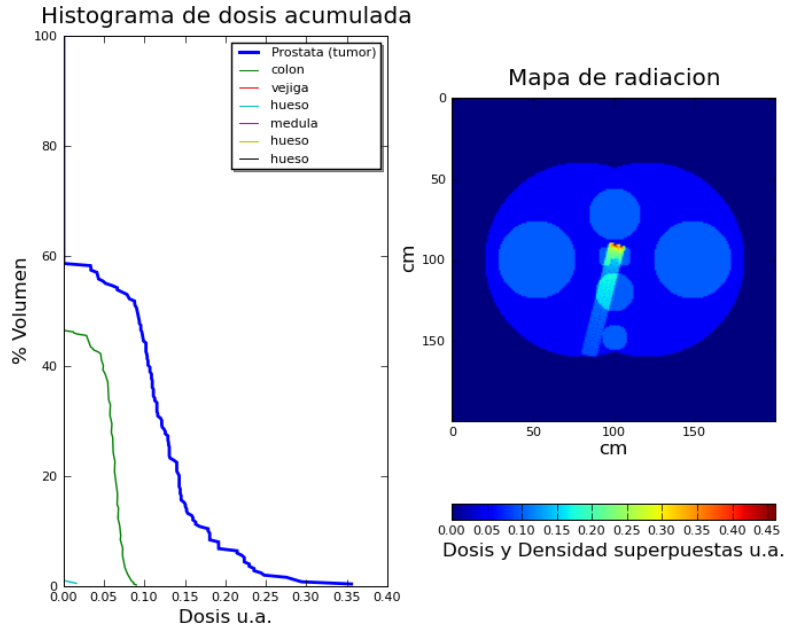 Histograma de dosis acumulada
100
80
60
40
20
0
% Volumen
0.00 0.05 0.10 0.15 0.20 0.25 0.30 0.35 0.40
Dosis u.a.
Prostata (tumor)
colon
vejiga
hueso
medula
hueso
hueso
Mapa de radiacion
0
50
100
150
cm
0 50 100 150
cm
0.00 0.05 0.10 0.15 0.20 0.25 0.30 0.35 0.40 0.45
Dosis y Densidad superpuestas u.a.